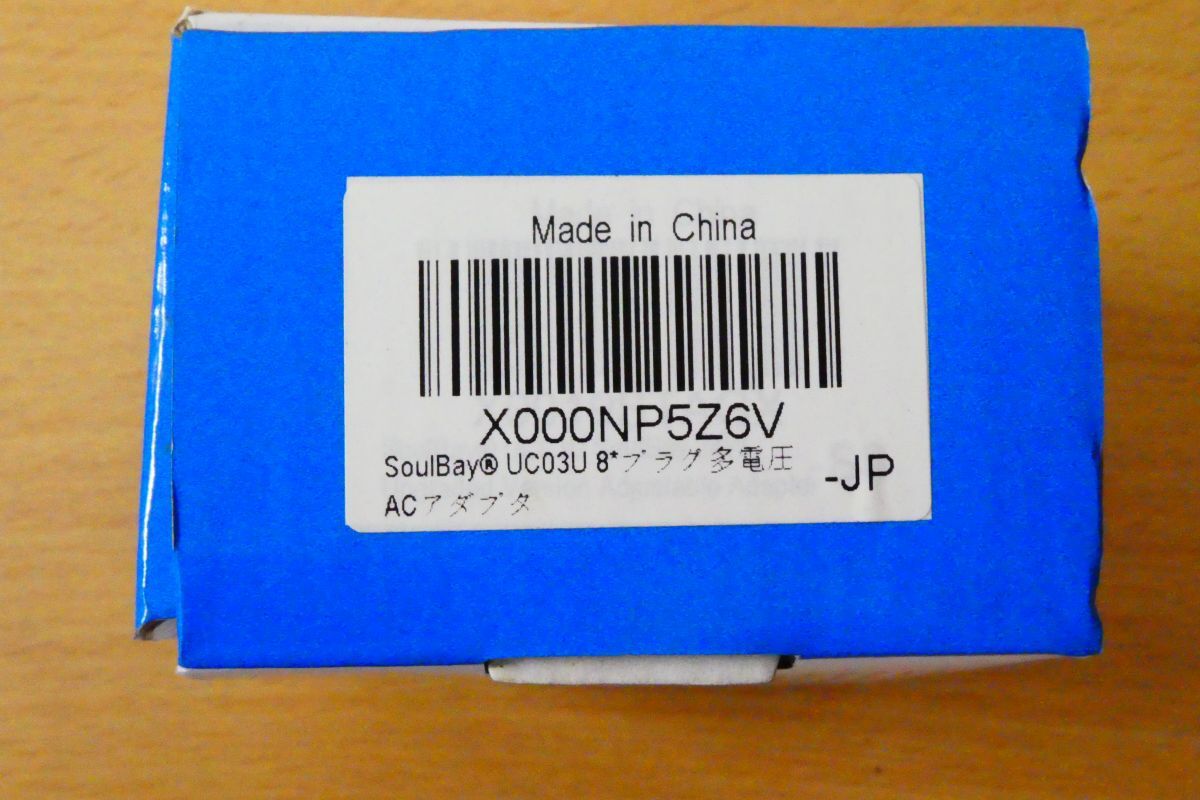 Made in China
X000NP5Z6V
SoulBay® UC03U 8*プラグ多電圧
ACアダプタ
-JP